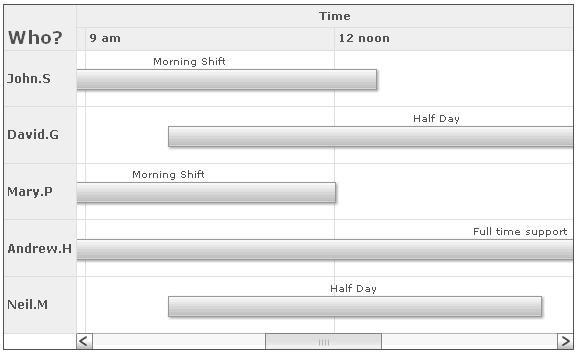 Time
Who?
9 am 12 noon
Morning Shift
John.S
Half Day
David.G
Morning Shift
Mary.P
Full time support
Andrew.H
Half Day
Neil.M